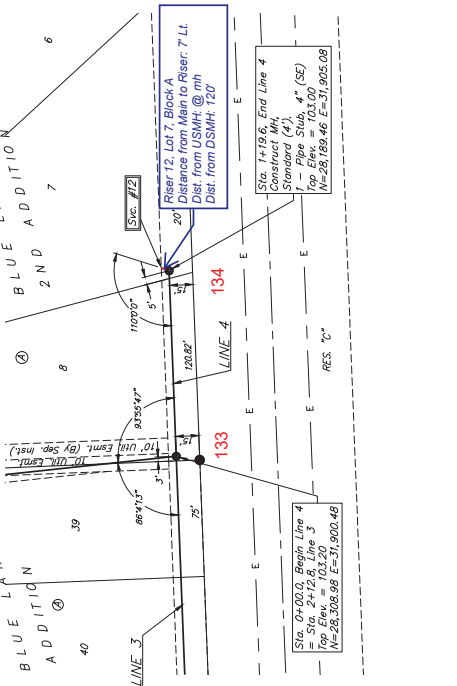 6
BLUE
2ND ADDITION
7
Riser 12, Lot 7, Block A
Distance from Main to Riser: 7' Lt.
Dist. from USMH: @ mh
Dist. from DSMH: 120'
Svc. #12
20'
Sta. 1+19.6, End Line 4
Construct MH,
Standard (4'),
1 - Pipe Stub, 4" (SE)
Top Elev. = 103.00
N=28,189.46 E=31,905.08
134
15'
5'
110°0'0"
A
8
LINE 4
120.82'
93°55'47"
10' Util. Esmt. (By Sep. Inst.)
10' Util. Esmt.
15'
3'
133
86°4'13"
39
75'
RES. "C"
E
E
E
E
E
E
E
BLUE LA
ADDITION
A
40
LINE 3
Sta. 0+00.0, Begin Line 4
= Sta. 2+12.8, Line 3
Top Elev. = 103.20
N=28,308.98 E=31,900.48